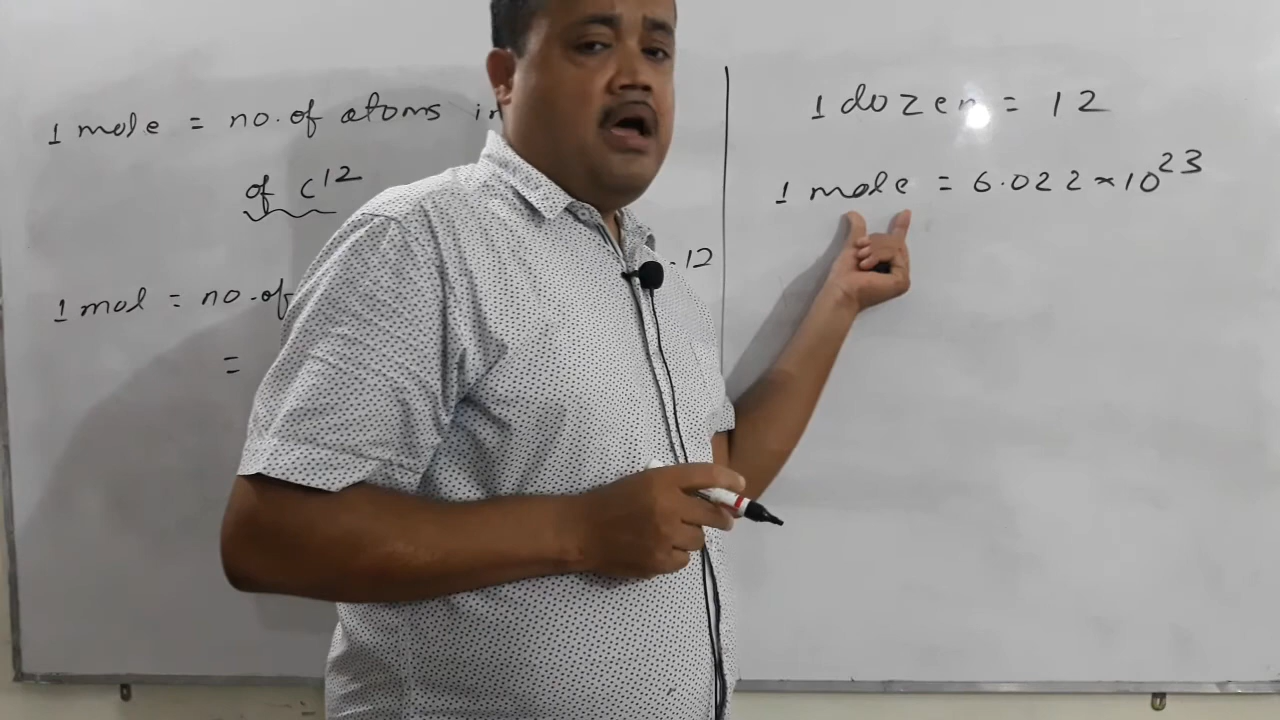 1 mole = no. of atoms in
of C¹²
1 mol = no. of
- 12
=
1 dozen = 12
1 mole = 6.022 × 10²³